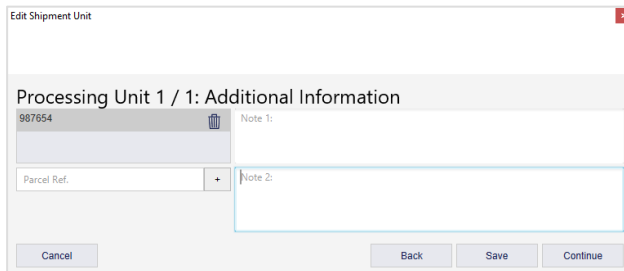 Edit Shipment Unit
Processing Unit 1 / 1: Additional Information
987654
Note 1:
Parcel Ref.
+
Note 2:
Cancel
Back
Save
Continue